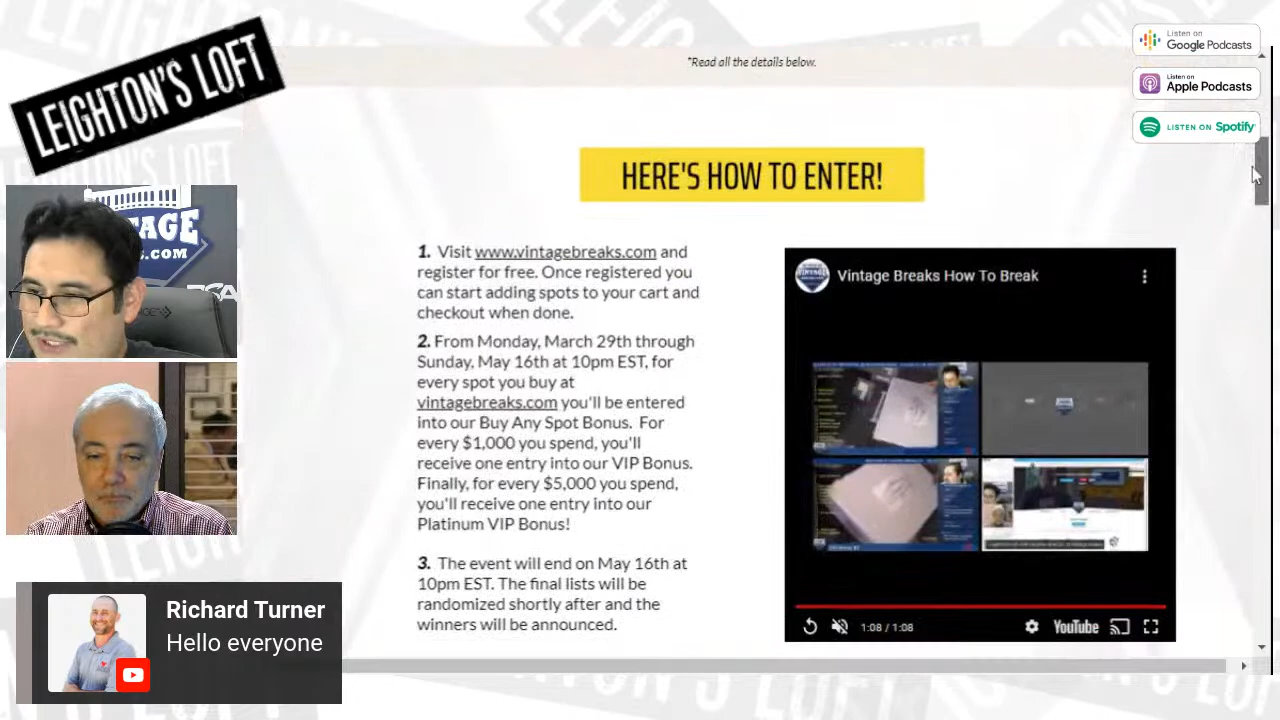 LEIGHTON'S LOFT
*Read all the details below.
Listen on
Google Podcasts
Listen on
Apple Podcasts
LISTEN ON Spotify
HERE'S HOW TO ENTER!
1. Visit www.vintagebreaks.com and
register for free. Once registered you
can start adding spots to your cart and
checkout when done.
2. From Monday, March 29th through
Sunday, May 16th at 10pm EST, for
every spot you buy at
vintagebreaks.com you'll be entered
into our Buy Any Spot Bonus. For
every $1,000 you spend, you'll
receive one entry into our VIP Bonus.
Finally, for every $5,000 you spend,
you'll receive one entry into our
Platinum VIP Bonus!
3. The event will end on May 16th at
10pm EST. The final lists will be
randomized shortly after and the
winners will be announced.
Vintage Breaks How To Break
1:08 / 1:08
YouTube
Richard Turner
Hello everyone